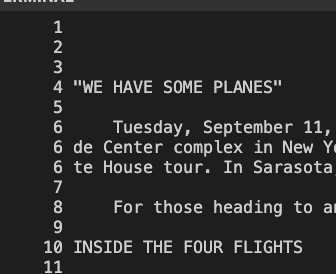 1
2
3
4 "WE HAVE SOME PLANES"
5
6 Tuesday, September 11,
6 de Center complex in New Yo
6 te House tour. In Sarasota,
7
8 For those heading to an
9
10 INSIDE THE FOUR FLIGHTS
11